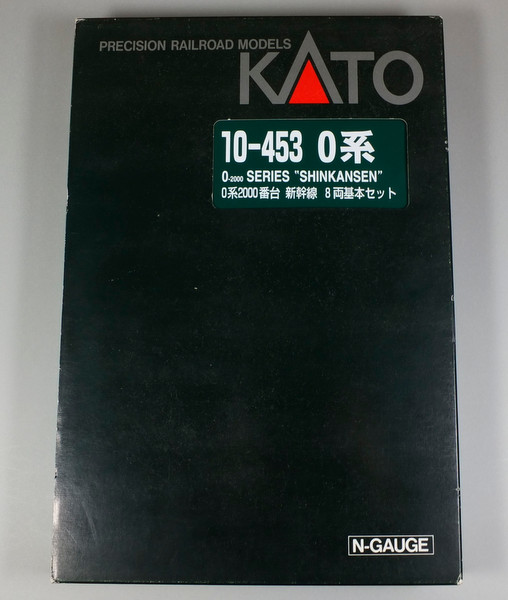 PRECISION RAILROAD MODELS
KATO
10-453 0系
0-2000 SERIES "SHINKANSEN"
0系2000番台 新幹線 8両基本セット
N-GAUGE